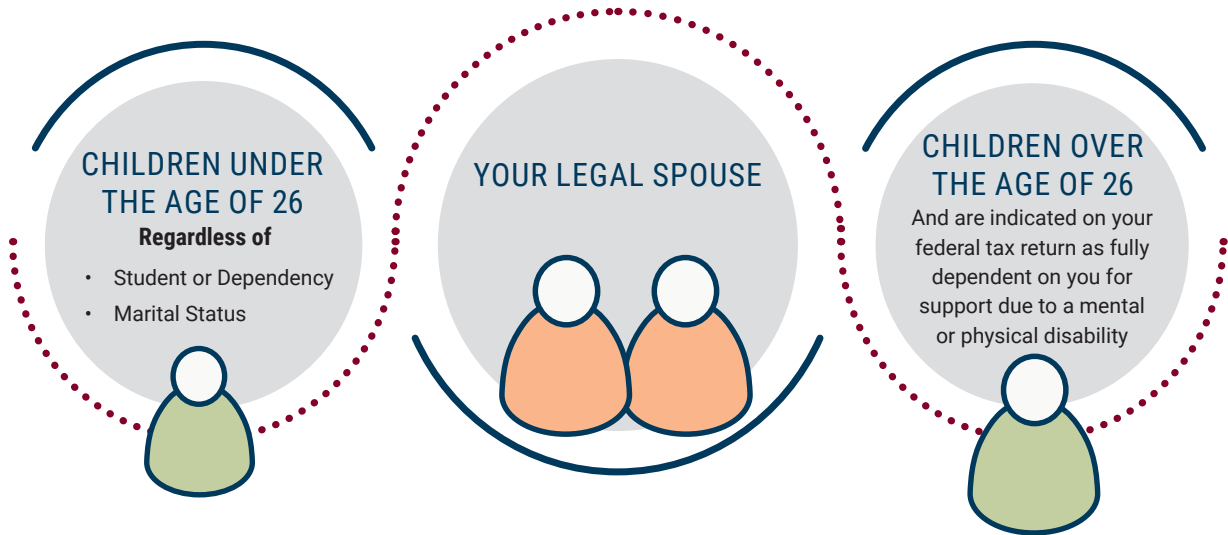 CHILDREN UNDER
THE AGE OF 26
Regardless of
• Student or Dependency
• Marital Status
YOUR LEGAL SPOUSE
CHILDREN OVER
THE AGE OF 26
And are indicated on your
federal tax return as fully
dependent on you for
support due to a mental
or physical disability